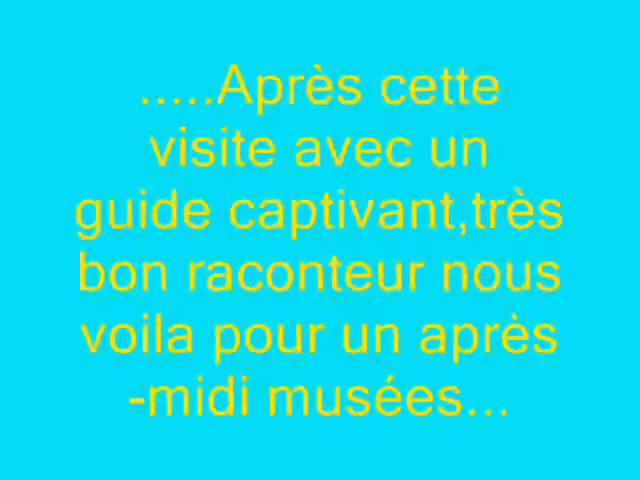 .....Après cette
visite avec un
guide captivant,très
bon raconteur nous
voila pour un après
-midi musées...